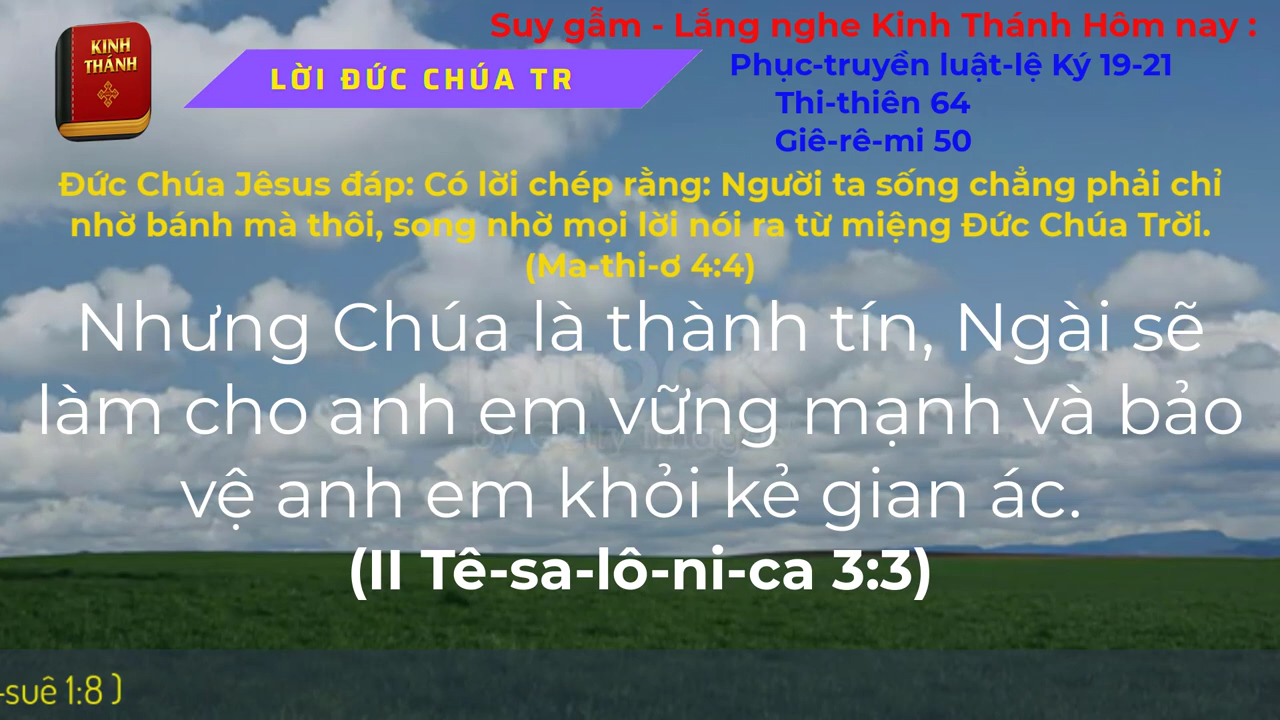 KINH
THÁNH
LỜI ĐỨC CHÚA TR
Suy gẫm - Lắng nghe Kinh Thánh Hôm nay :
Phục-truyền luật-lệ Ký 19-21
Thi-thiên 64
Giê-rê-mi 50
Đức Chúa Jêsus đáp: Có lời chép rằng: Người ta sống chẳng phải chỉ
nhờ bánh mà thôi, song nhờ mọi lời nói ra từ miệng Đức Chúa Trời.
(Ma-thi-ơ 4:4)
Nhưng Chúa là thành tín, Ngài sẽ
làm cho anh em vững mạnh và bảo
vệ anh em khỏi kẻ gian ác.
(II Tê-sa-lô-ni-ca 3:3)
by Getty Images
-suê 1:8 )